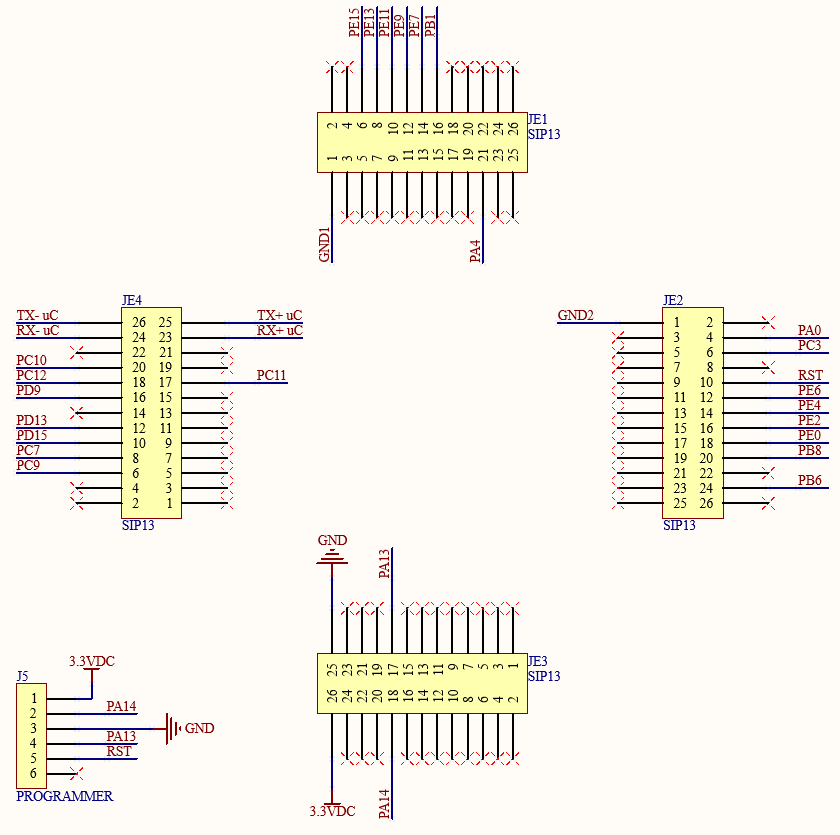 PE15 PE13 PE11 PE9 PE7 PB1
JE1
SIP13
2 4 6 8 10 12 14 16 18 20 22 24 26
1 3 5 7 9 11 13 15 17 19 21 23 25
GND1 PA4
JE4
TX- uC 26 25 TX+ uC
RX- uC 24 23 RX+ uC
22 21
PC10 20 19
PC12 18 17 PC11
PD9 16 15
14 13
PD13 12 11
PD15 10 9
PC7 8 7
PC9 6 5
4 3
2 1
SIP13
JE2
GND2 1 2
3 4 PA0
5 6 PC3
7 8
9 10 RST
11 12 PE6
13 14 PE4
15 16 PE2
17 18 PE0
19 20 PB8
21 22
23 24 PB6
25 26
SIP13
GND PA13
JE3
SIP13
25 23 21 19 17 15 13 11 9 7 5 3 1
26 24 22 20 18 16 14 12 10 8 6 4 2
3.3VDC PA14
3.3VDC
J5
1
2 PA14
3 GND
4 PA13
5 RST
6
PROGRAMMER